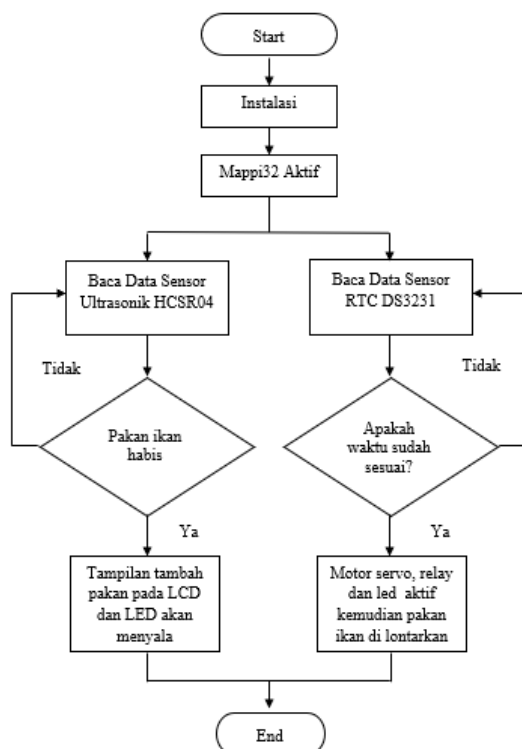 Start
Instalasi
Mappi32 Aktif
Baca Data Sensor
Ultrasonik HCSR04
Baca Data Sensor
RTC DS3231
Tidak
Tidak
Pakan ikan
habis
Apakah
waktu sudah
sesuai?
Ya
Ya
Tampilan tambah
pakan pada LCD
dan LED akan
menyala
Motor servo, relay
dan led aktif
kemudian pakan
ikan di lontarkan
End